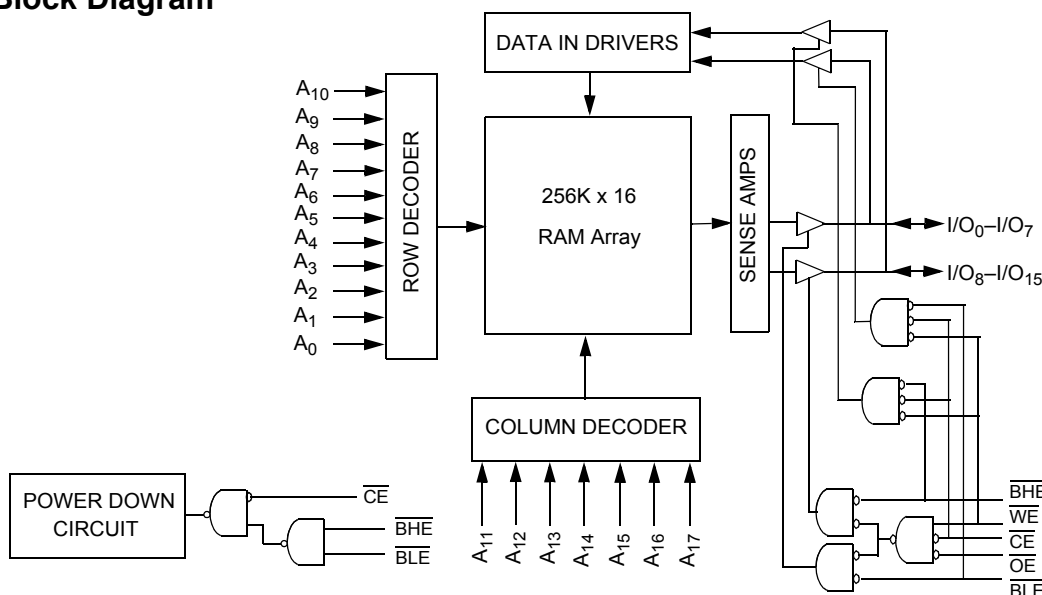 Block Diagram
DATA IN DRIVERS
A10
A9
A8
A7
A6
A5
A4
A3
A2
A1
A0
ROW DECODER
256K x 16
RAM Array
SENSE AMPS
I/O0–I/O7
I/O8–I/O15
COLUMN DECODER
A11
A12
A13
A14
A15
A16
A17
POWER DOWN
CIRCUIT
CE
BHE
BLE
BHE
WE
CE
OE
BLE